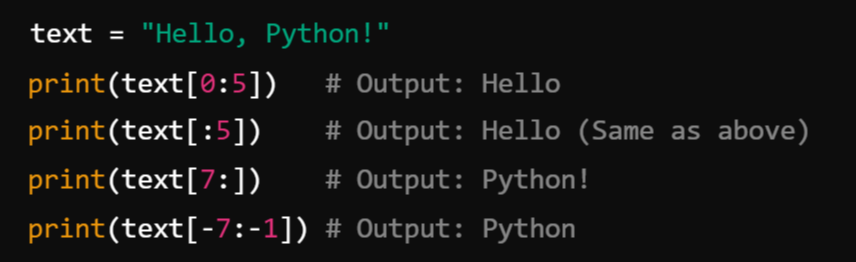 text = "Hello, Python!"
print(text[0:5])   # Output: Hello
print(text[:5])    # Output: Hello (Same as above)
print(text[7:])    # Output: Python!
print(text[-7:-1]) # Output: Python